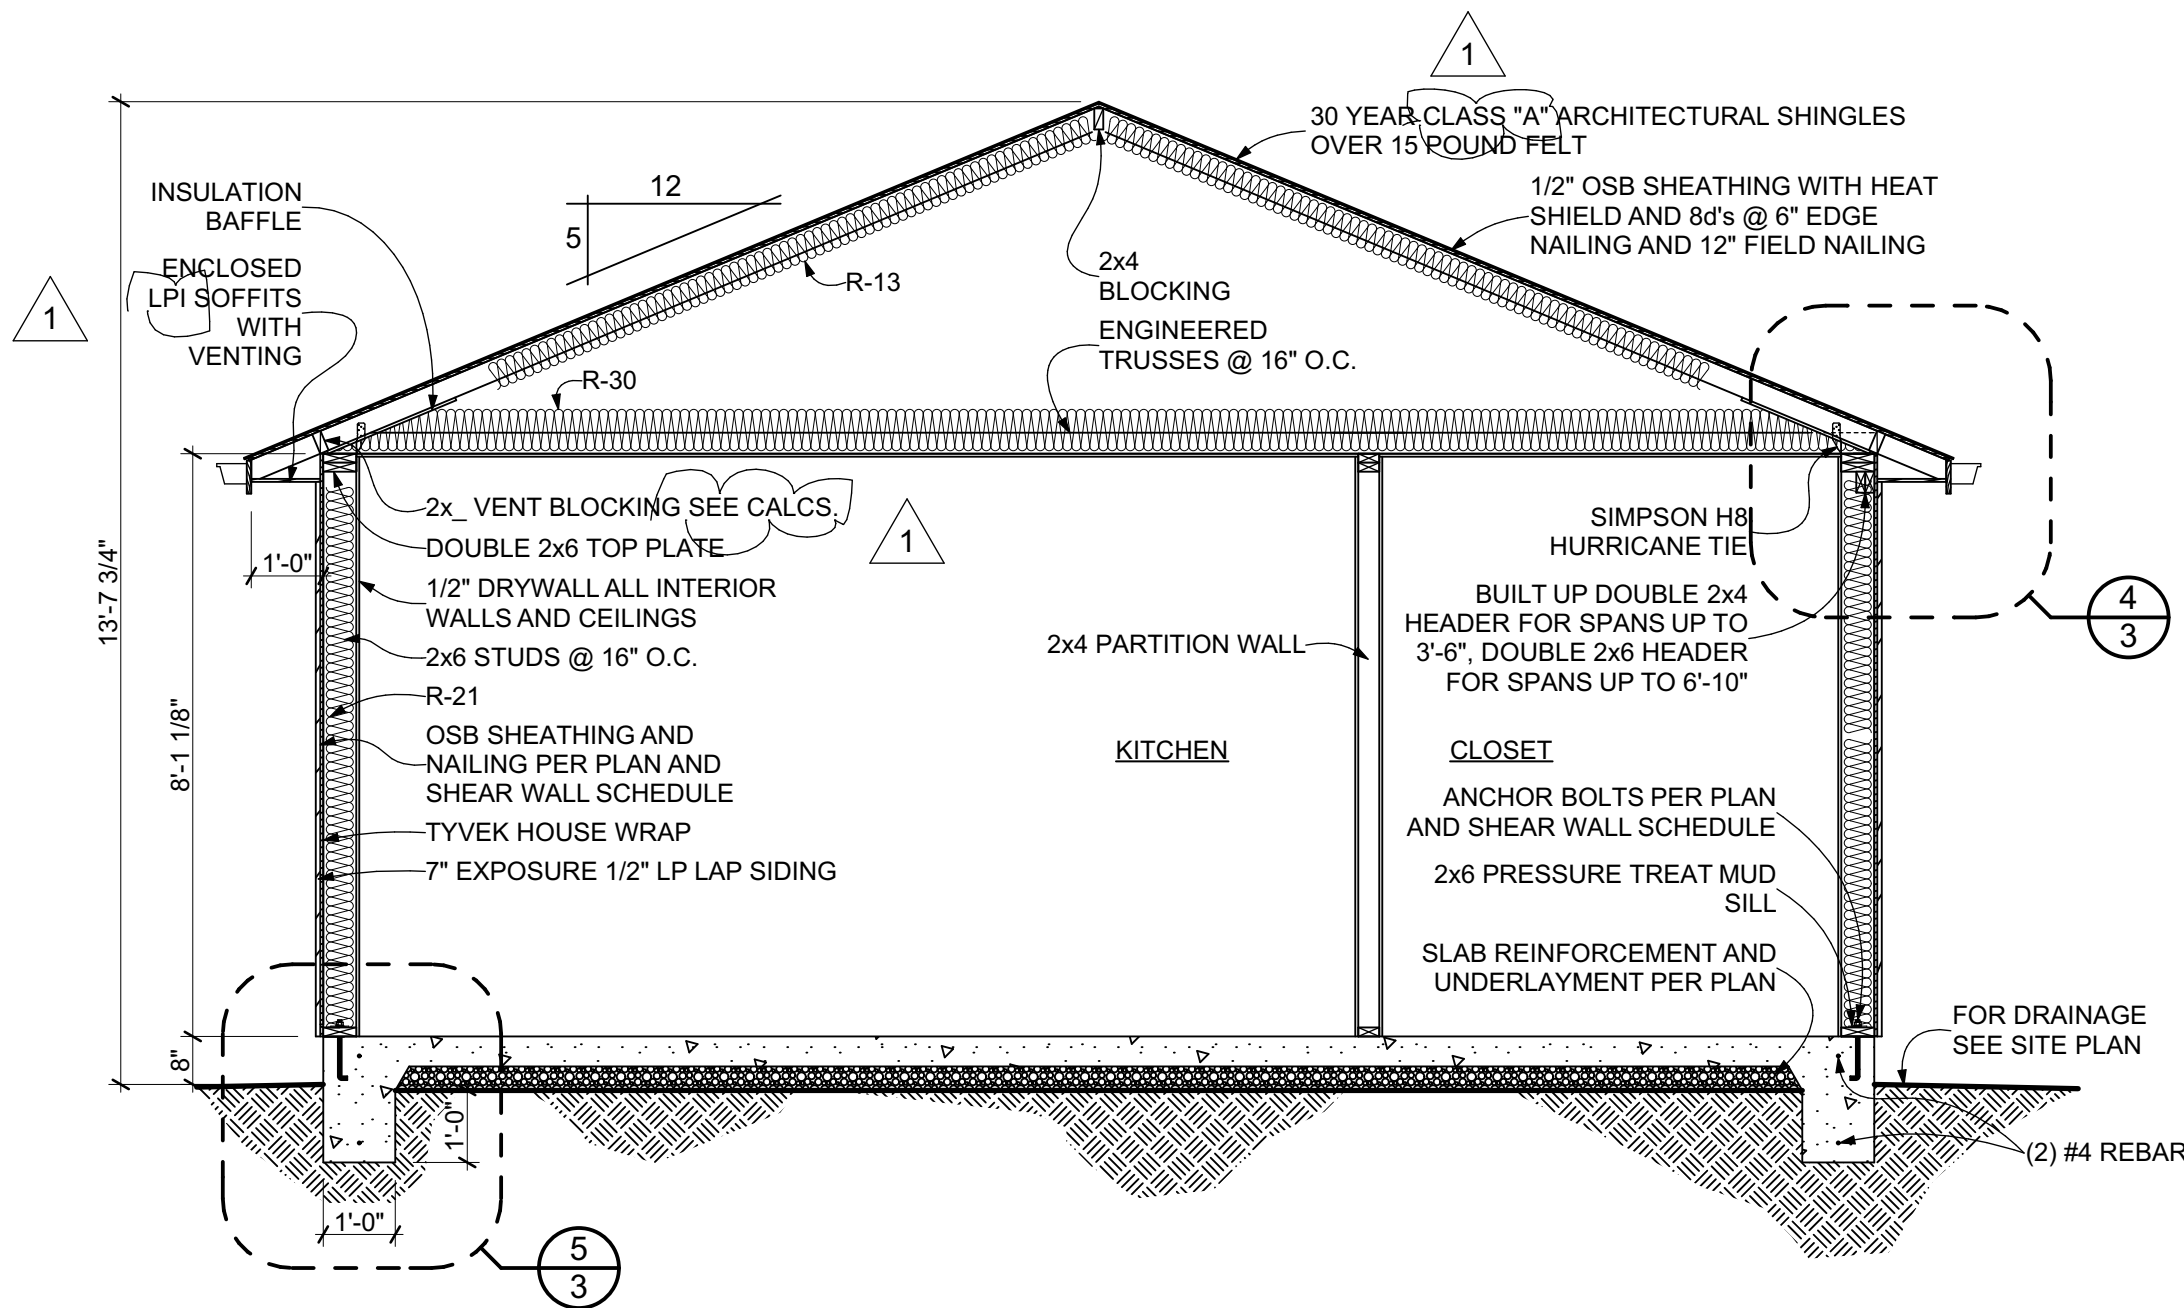 1
30 YEAR CLASS "A" ARCHITECTURAL SHINGLES
OVER 15 POUND FELT
1/2" OSB SHEATHING WITH HEAT
SHIELD AND 8d's @ 6" EDGE
NAILING AND 12" FIELD NAILING
INSULATION
BAFFLE
12
5
ENCLOSED
LPI SOFFITS
WITH
VENTING
1
R-13
2x4
BLOCKING
ENGINEERED
TRUSSES @ 16" O.C.
R-30
2x_ VENT BLOCKING SEE CALCS.
1
DOUBLE 2x6 TOP PLATE
1'-0"
1/2" DRYWALL ALL INTERIOR
WALLS AND CEILINGS
2x6 STUDS @ 16" O.C.
R-21
OSB SHEATHING AND
NAILING PER PLAN AND
SHEAR WALL SCHEDULE
TYVEK HOUSE WRAP
7" EXPOSURE 1/2" LP LAP SIDING
13'-7 3/4"
8'-1 1/8"
8"
2x4 PARTITION WALL
KITCHEN
CLOSET
SIMPSON H8
HURRICANE TIE
BUILT UP DOUBLE 2x4
HEADER FOR SPANS UP TO
3'-6", DOUBLE 2x6 HEADER
FOR SPANS UP TO 6'-10"
4
3
ANCHOR BOLTS PER PLAN
AND SHEAR WALL SCHEDULE
2x6 PRESSURE TREAT MUD
SILL
SLAB REINFORCEMENT AND
UNDERLAYMENT PER PLAN
FOR DRAINAGE
SEE SITE PLAN
(2) #4 REBAR
1'-0"
1'-0"
5
3